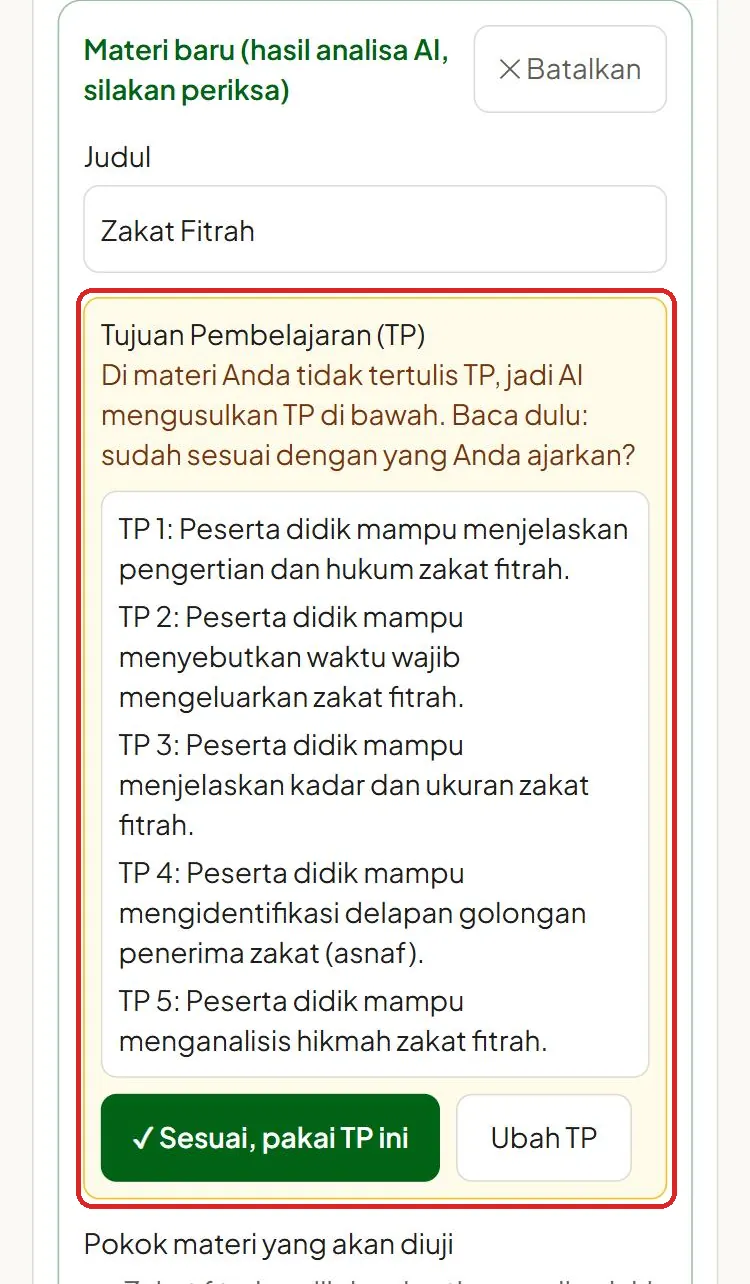 Materi baru (hasil analisa AI,
silakan periksa)
Batalkan
Judul
Zakat Fitrah
Tujuan Pembelajaran (TP)
Di materi Anda tidak tertulis TP, jadi AI
mengusulkan TP di bawah. Baca dulu:
sudah sesuai dengan yang Anda ajarkan?
TP 1: Peserta didik mampu menjelaskan
pengertian dan hukum zakat fitrah.
TP 2: Peserta didik mampu
menyebutkan waktu wajib
mengeluarkan zakat fitrah.
TP 3: Peserta didik mampu
menjelaskan kadar dan ukuran zakat
fitrah.
TP 4: Peserta didik mampu
mengidentifikasi delapan golongan
penerima zakat (asnaf).
TP 5: Peserta didik mampu
menganalisis hikmah zakat fitrah.
✓ Sesuai, pakai TP ini
Ubah TP
Pokok materi yang akan diuji